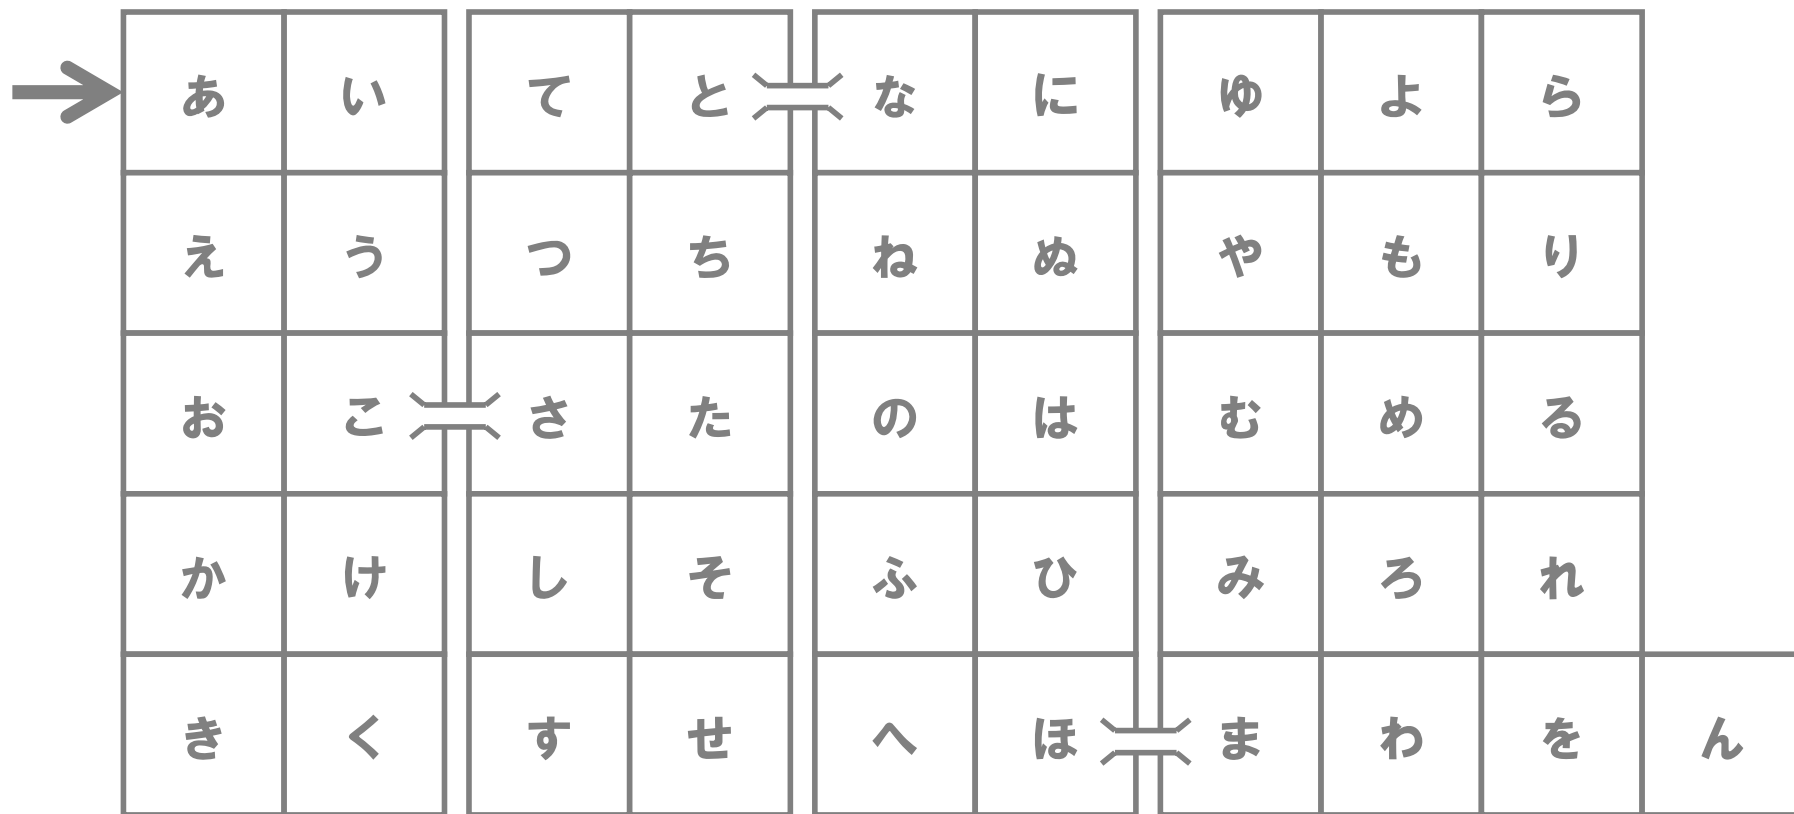 あ い て と な に ゆ よ ら
え う つ ち ね ぬ や も り
お こ さ た の は む め る
か け し そ ふ ひ み ろ れ
き く す せ へ ほ ま わ を ん